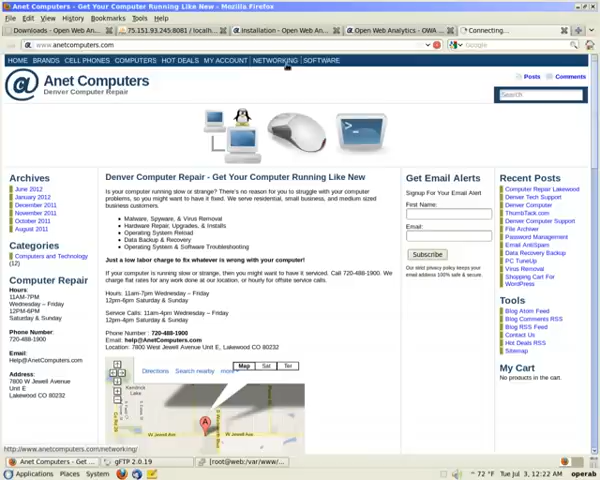 Anet Computers - Get Your Computer Running Like New - Mozilla Firefox
File Edit View History Bookmarks Tools Help
Downloads - Open Web An...
75.151.93.245:8081 / localh...
Installation - Open Web An...
Open Web Analytics - OWA ...
Connecting...
www.anetcomputers.com
Google
HOME BRANDS CELL PHONES COMPUTERS HOT DEALS MY ACCOUNT NETWORKING SOFTWARE
@ Anet Computers
Denver Computer Repair
Posts Comments
Search
Archives
June 2012
January 2012
December 2011
November 2011
October 2011
August 2011
Categories
Computers and Technology
(12)
Computer Repair
Hours:
11AM-7PM
Wednesday – Friday
12PM-6PM
Saturday & Sunday
Phone Number:
720-488-1900
Email:
Help@AnetComputers.com
Address:
7800 W Jewell Avenue
Unit E
Lakewood CO 80232
Denver Computer Repair - Get Your Computer Running Like New
Is your computer running slow or strange? There's no reason for you to struggle with your computer
problems, so you might want to have it fixed. We serve residential, small business, and medium sized
business customers.
Malware, Spyware, & Virus Removal
Hardware Repair, Upgrades, & Installs
Operating System Reload
Data Backup & Recovery
Operating System & Software Troubleshooting
Just a low labor charge to fix whatever is wrong with your computer!
If your computer is running slow or strange, then you might want to have it serviced. Call 720-488-1900. We
charge flat rates for any work done at our location, or hourly for offsite service calls.
Hours: 11am-7pm Wednesday – Friday
12pm-6pm Saturday & Sunday
Service Calls: 11am-4pm Wednesday – Friday
12pm-4pm Saturday & Sunday
Phone Number : 720-488-1900
Email: help@AnetComputers.com
Location: 7800 West Jewell Avenue Unit E, Lakewood CO 80232
Directions Search nearby more
Map Sat Ter
Kendrick
Lake
W Jewell Ave
W Jewell Ave
A
Get Email Alerts
Signup For Your Email Alert
First Name:
Email:
Subscribe
Our strict privacy policy keeps your
email address 100% safe & secure.
Recent Posts
Computer Repair Lakewood
Denver Tech Support
Denver Computer
ThumbTack.com
Denver Computer Support
File Archiver
Password Management
Email AntiSpam
Data Recovery Backup
PC TuneUp
Virus Removal
Shopping Cart For
WordPress
Tools
Blog Atom Feed
Blog Comments RSS
Blog RSS Feed
Contact Us
Hot Deals RSS
Sitemap
My Cart
No products in the cart.
http://www.anetcomputers.com/networking/
Anet Computers - Get ...
gFTP 2.0.19
[root@web:/var/www/...
Applications Places System
72 °F Tue Jul 3, 12:22 AM operab